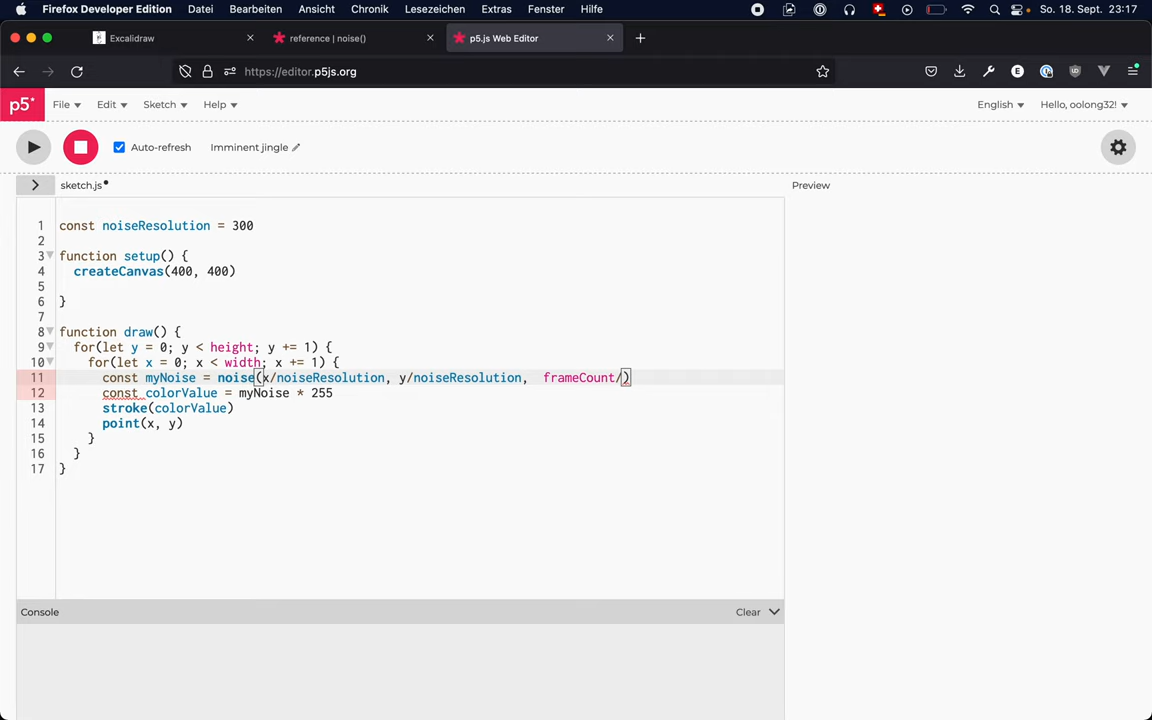 Firefox Developer Edition Datei Bearbeiten Ansicht Chronik Lesezeichen Extras Fenster Hilfe So. 18. Sept. 23:17
Excalidraw reference | noise() p5.js Web Editor
https://editor.p5js.org
p5* File Edit Sketch Help English Hello, oolong32!
Auto-refresh Imminent jingle
sketch.js Preview
1 const noiseResolution = 300
2
3 function setup() {
4 createCanvas(400, 400)
5
6 }
7
8 function draw() {
9 for(let y = 0; y < height; y += 1) {
10 for(let x = 0; x < width; x += 1) {
11 const myNoise = noise(x/noiseResolution, y/noiseResolution,  frameCount/)
12 const colorValue = myNoise * 255
13 stroke(colorValue)
14 point(x, y)
15 }
16 }
17 }
Console Clear